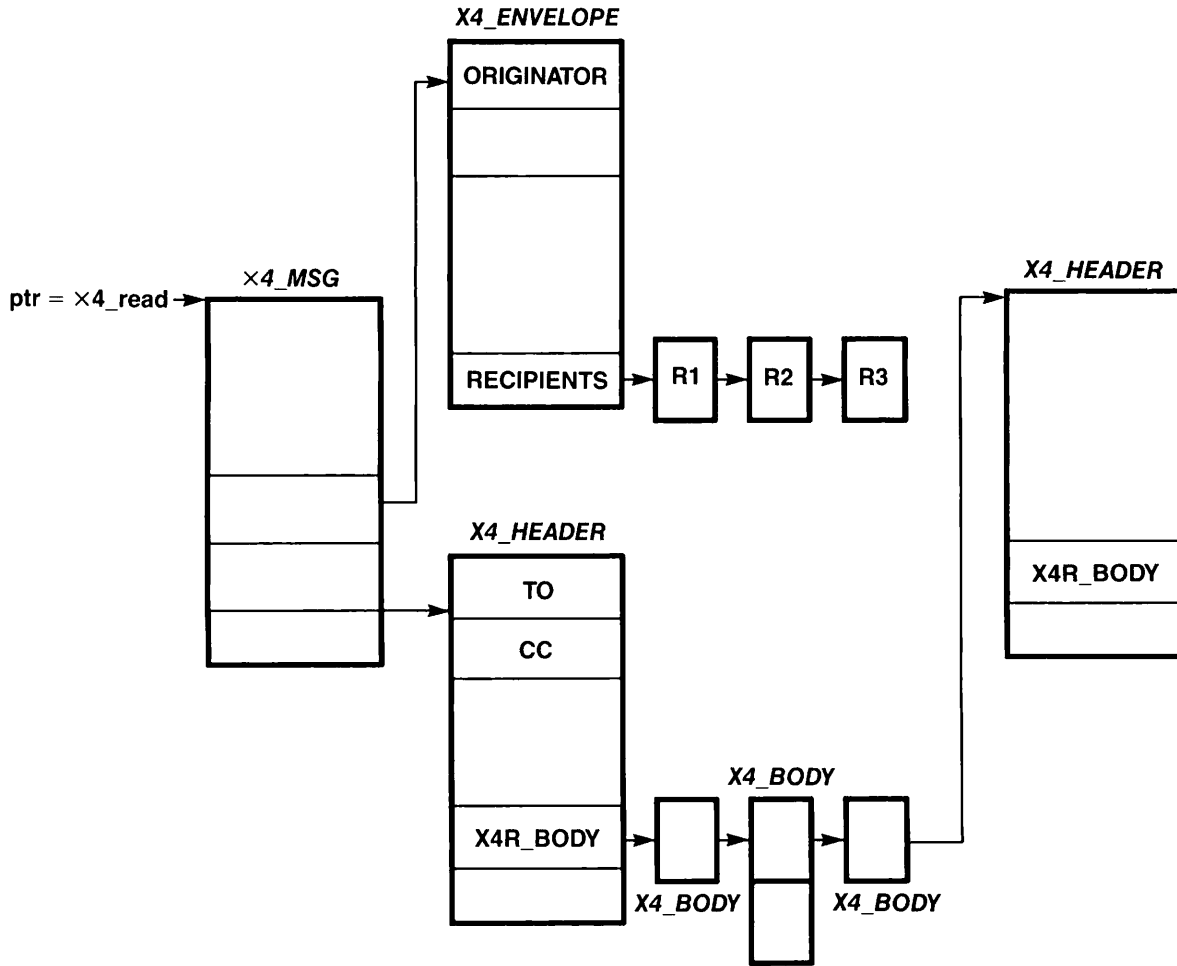 X4_ENVELOPE
ORIGINATOR
RECIPIENTS
R1
R2
R3
×4_MSG
ptr = ×4_read
X4_HEADER
TO
CC
X4R_BODY
X4_BODY
X4_BODY
X4_BODY
X4_HEADER
X4R_BODY